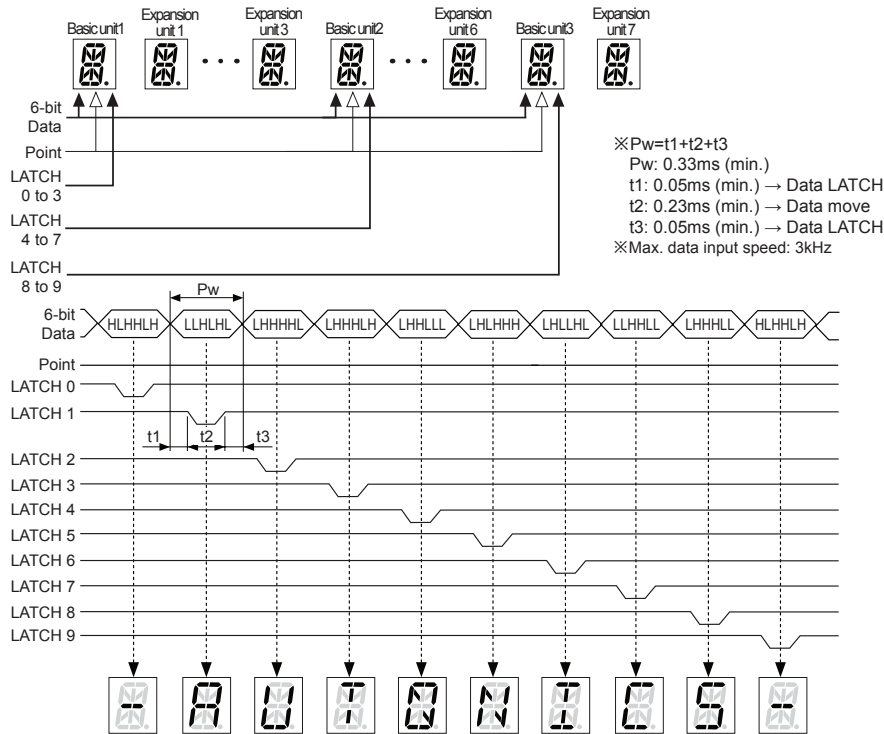 Basic unit1
Expansion unit 1
Expansion unit 3
Basic unit2
Expansion unit 6
Basic unit3
Expansion unit 7
6-bit Data
Point
LATCH 0 to 3
LATCH 4 to 7
LATCH 8 to 9
※Pw=t1+t2+t3
Pw: 0.33ms (min.)
t1: 0.05ms (min.) → Data LATCH
t2: 0.23ms (min.) → Data move
t3: 0.05ms (min.) → Data LATCH
※Max. data input speed: 3kHz
Pw
6-bit Data
HLHHLH LLHLHL LHHHHL LHHHLH LHHLLL LHLHHH LHLLHL LLHHLL LHHHLL HLHHLH
Point
LATCH 0
LATCH 1
t1 t2 t3
LATCH 2
LATCH 3
LATCH 4
LATCH 5
LATCH 6
LATCH 7
LATCH 8
LATCH 9
- A U T O N I C S -